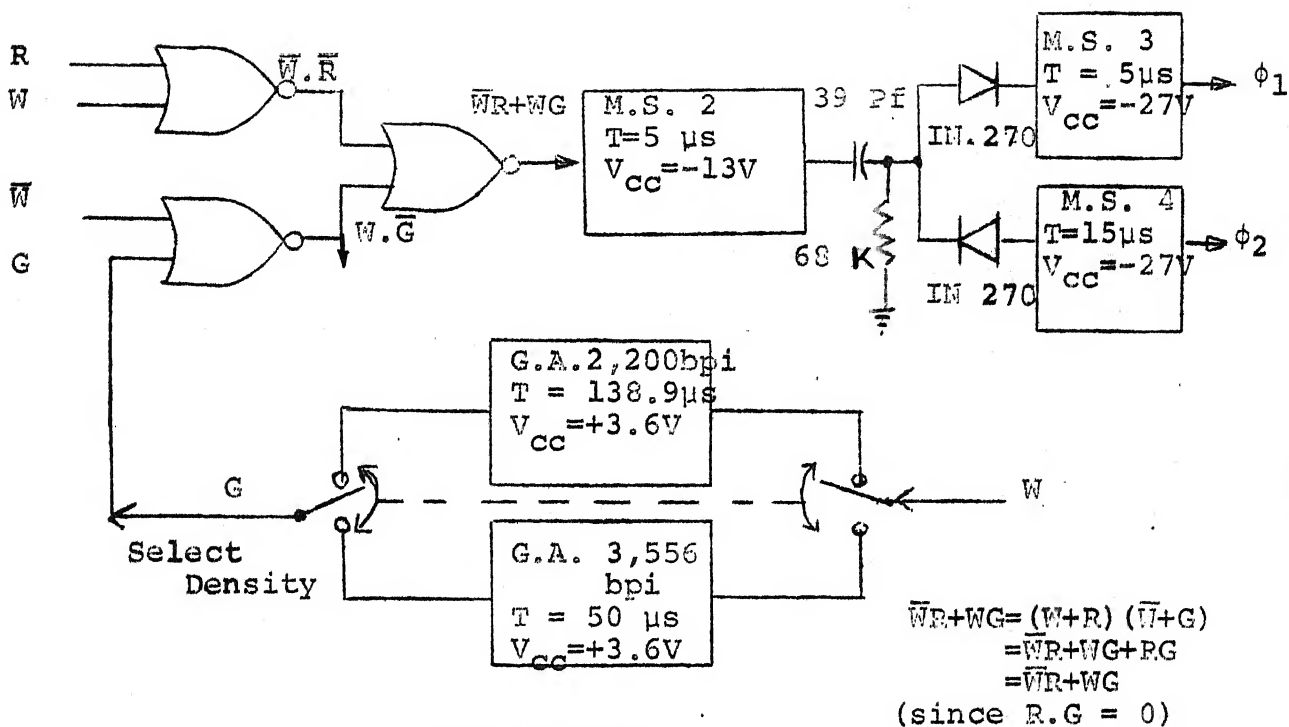 R
W
W̅.R̅
W̅
G
W.G̅
W̅R+WG
M.S. 2
T=5 μs
Vcc=-13V
39 Pf
68 K
IN.270
IN 270
M.S. 3
T = 5μs
Vcc=-27V
ϕ1
M.S. 4
T=15μs
Vcc=-27V
ϕ2
G.A.2,200bpi
T = 138.9μs
Vcc=+3.6V
G
W
Select
Density
G.A. 3,556
bpi
T = 50 μs
Vcc=+3.6V
W̅R+WG=(W+R)(W̅+G)
=W̅R+WG+RG
=W̅R+WG
(since R.G = 0)